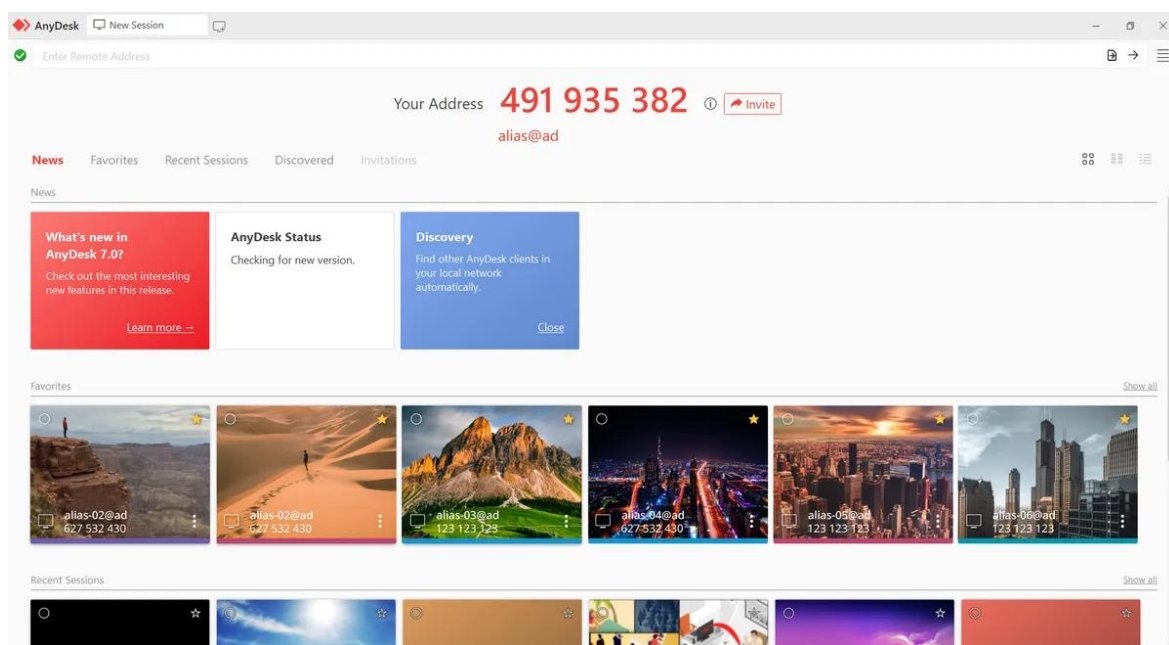 AnyDesk New Session
Enter Remote Address
Your Address 491 935 382 Invite
alias@ad
News Favorites Recent Sessions Discovered Invitations
News
What's new in
AnyDesk 7.0?
Check out the most interesting
new features in this release.
Learn more →
AnyDesk Status
Checking for new version.
Discovery
Find other AnyDesk clients in
your local network
automatically.
Close
Favorites Show all
alias-02@ad
627 532 430
alias-02@ad
627 532 430
alias-03@ad
123 123 123
alias-04@ad
627 532 430
alias-05@ad
123 123 123
alias-06@ad
123 123 123
Recent Sessions Show all